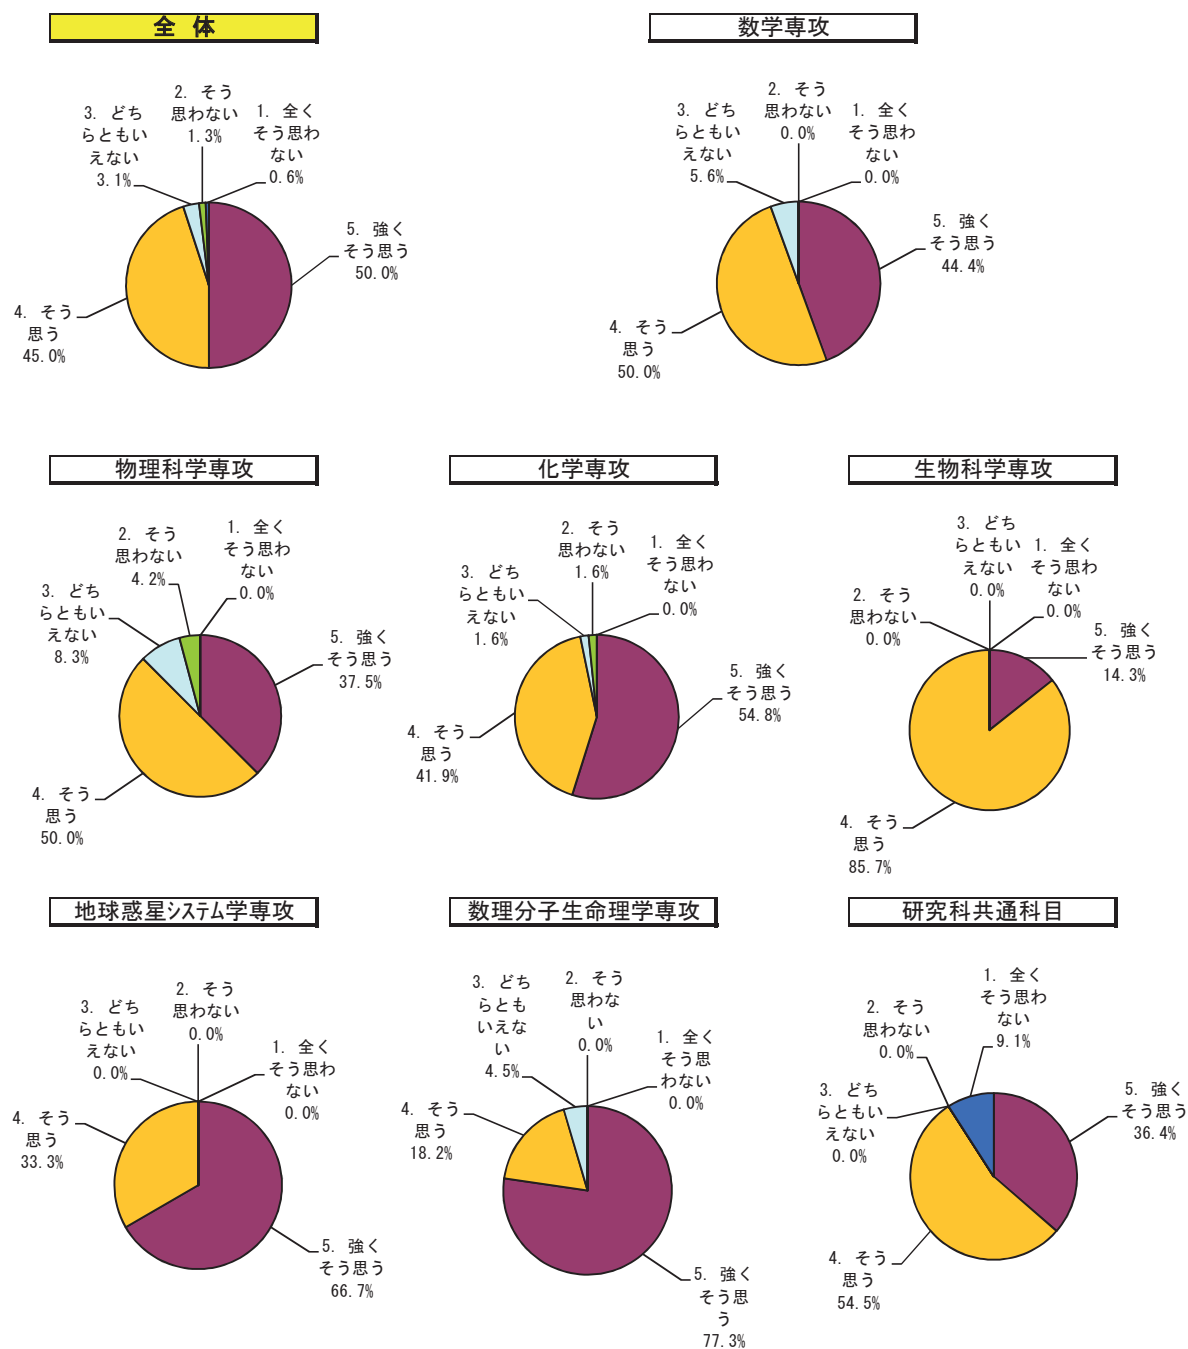 全 体
2. そう
思わない
1.3%
1. 全く
そう思わ
ない
0.6%
3. どち
らともい
えない
3.1%
5. 強く
そう思う
50.0%
4. そう
思う
45.0%
数学専攻
2. そう
思わない
0.0%
1. 全く
そう思わ
ない
0.0%
3. どち
らともい
えない
5.6%
5. 強く
そう思う
44.4%
4. そう
思う
50.0%
物理科学専攻
1. 全く
そう思わ
ない
0.0%
2. そう
思わない
4.2%
3. どち
らともい
えない
8.3%
5. 強く
そう思う
37.5%
4. そう
思う
50.0%
化学専攻
2. そう
思わない
1.6%
1. 全く
そう思わ
ない
0.0%
3. どち
らともい
えない
1.6%
5. 強く
そう思う
54.8%
4. そう
思う
41.9%
生物科学専攻
3. どち
らともい
えない
0.0%
1. 全く
そう思わ
ない
0.0%
2. そう
思わない
0.0%
5. 強く
そう思う
14.3%
4. そう
思う
85.7%
地球惑星ｼｽﾃﾑ学専攻
2. そう
思わない
0.0%
3. どち
らともい
えない
0.0%
1. 全く
そう思わ
ない
0.0%
4. そう
思う
33.3%
5. 強く
そう思う
66.7%
数理分子生命理学専攻
2. そう
思わな
い
0.0%
3. どち
らとも
いえな
い
4.5%
1. 全く
そう思
わない
0.0%
4. そう
思う
18.2%
5. 強く
そう思
う
77.3%
研究科共通科目
1. 全く
そう思わ
ない
9.1%
2. そう
思わない
0.0%
3. どち
らともい
えない
0.0%
5. 強く
そう思う
36.4%
4. そう
思う
54.5%